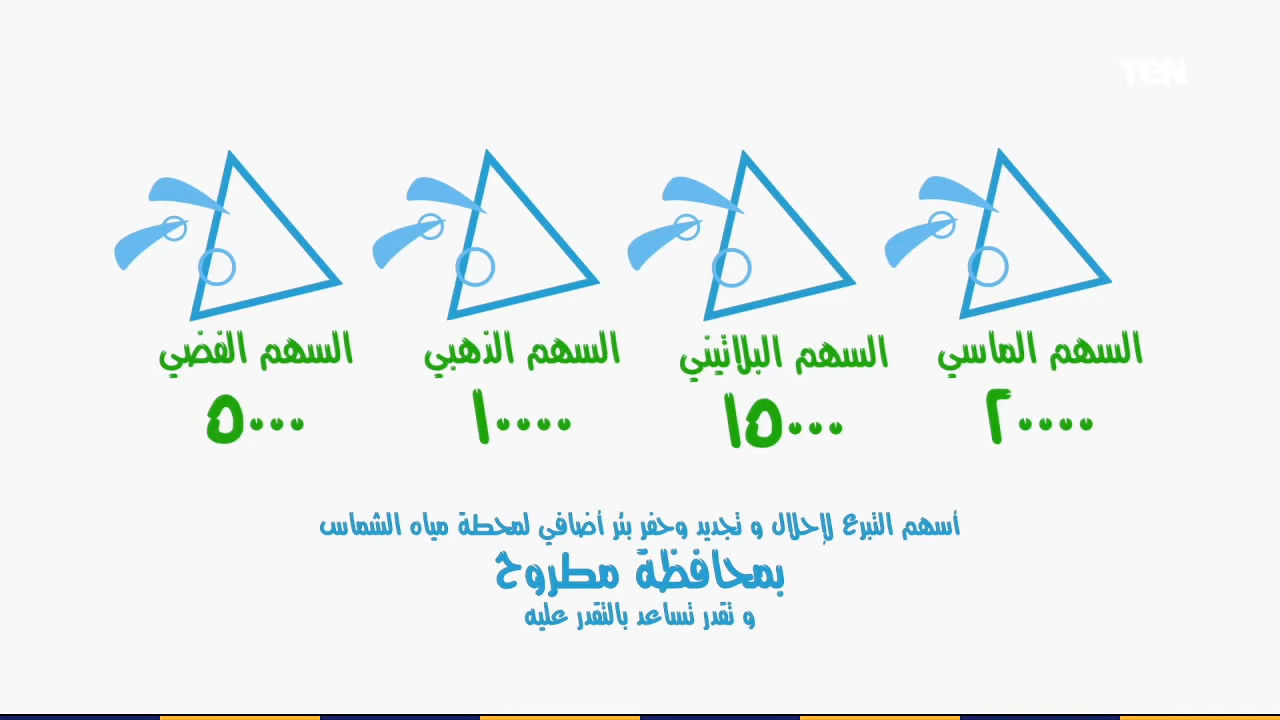 TEN
السهم الماسي
٢٠٠٠٠
السهم البلاتيني
١٥٠٠٠
السهم الذهبي
١٠٠٠٠
السهم الفضي
٥٠٠٠
أسهم التبرع لإحلال و تجديد وحفر بئر أضافي لمحطة مياه الشماس
بمحافظة مطروح
و تقدر تساعد بالتقدر عليه